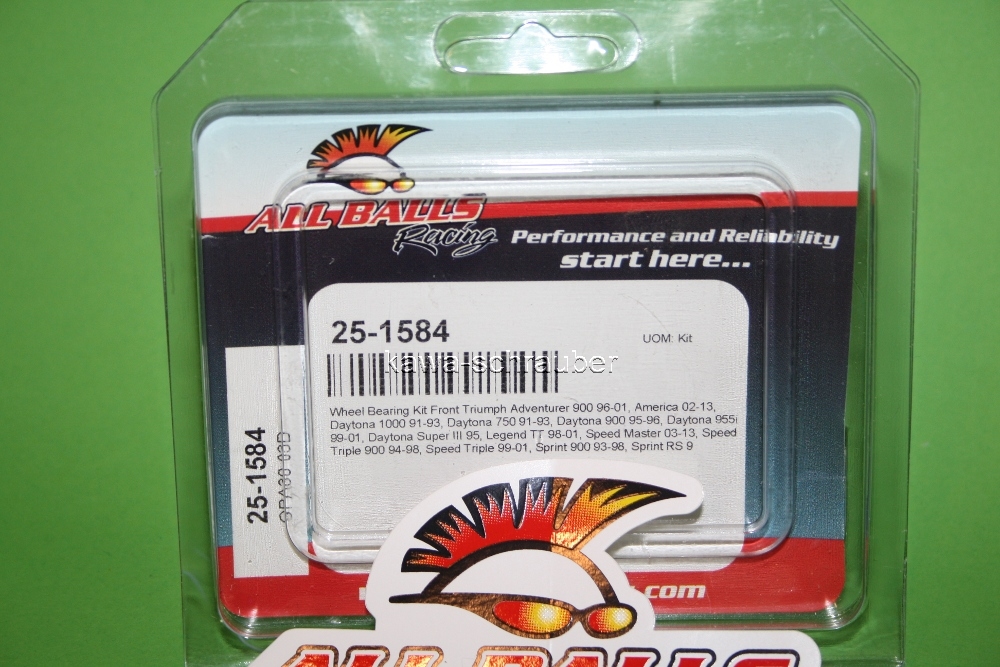 ALL BALLS
Racing
Performance and Reliability
start here...
25-1584
UOM: Kit
kawa-schrauber
Wheel Bearing Kit Front Triumph Adventurer 900 96-01, America 02-13,
Daytona 1000 91-93, Daytona 750 91-93, Daytona 900 95-96, Daytona 955i
99-01, Daytona Super III 95, Legend TT 98-01, Speed Master 03-13, Speed
Triple 900 94-98, Speed Triple 99-01, Sprint 900 93-98, Sprint RS 9
25-1584
.com
ALL BALLS